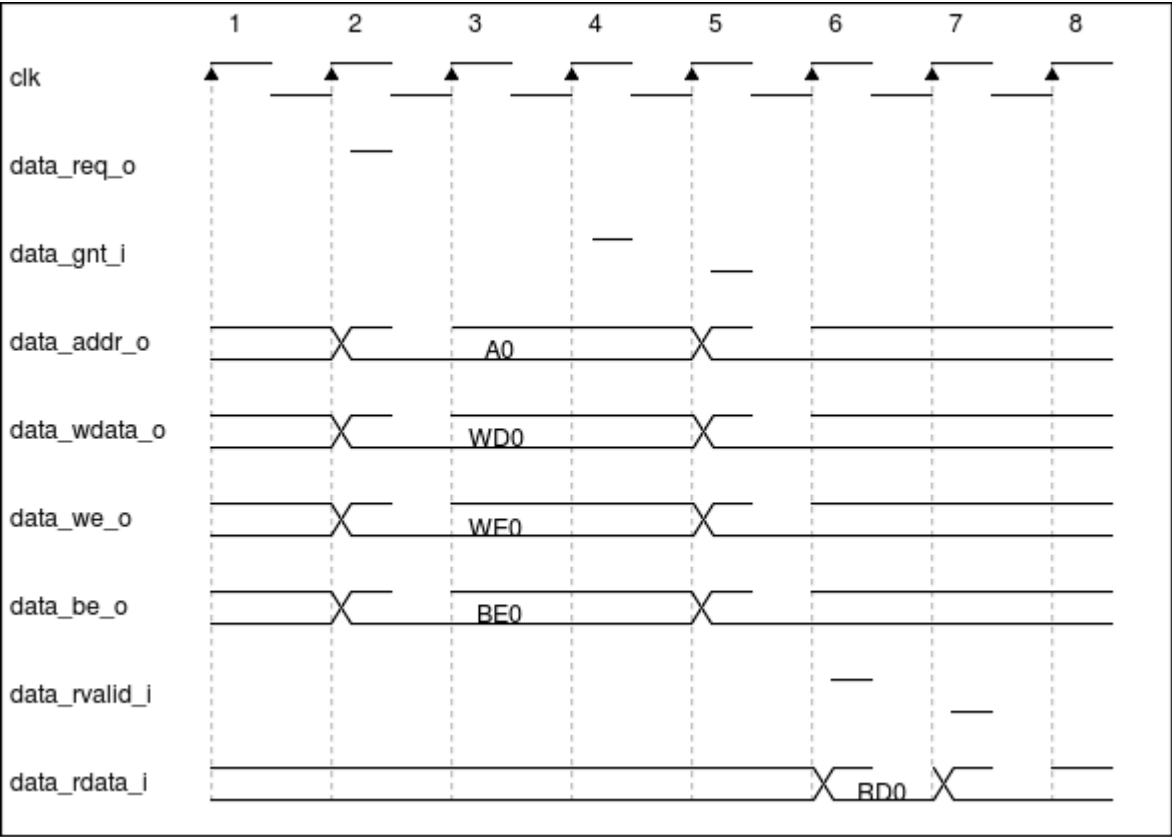 1 2 3 4 5 6 7 8
clk
data_req_o
data_gnt_i
data_addr_o A0
data_wdata_o WD0
data_we_o WE0
data_be_o BE0
data_rvalid_i
data_rdata_i RD0